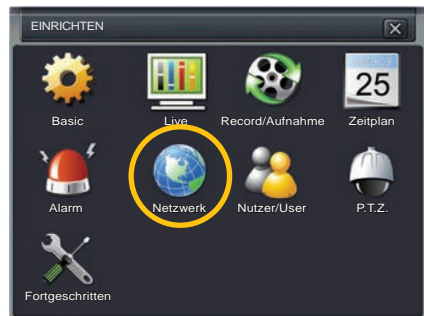 EINRICHTEN
25
Basic
Live
Record/Aufnahme
Zeitplan
Alarm
Netzwerk
Nutzer/User
P.T.Z.
Fortgeschritten